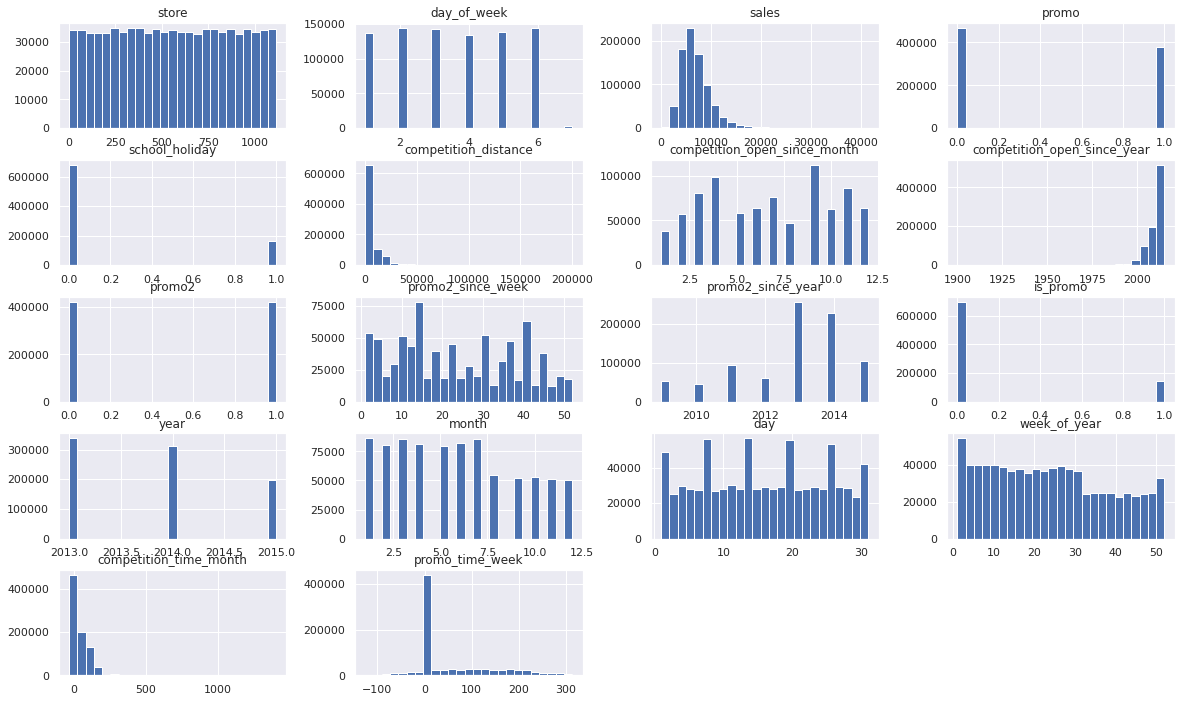 store day_of_week sales promo
30000 20000 10000 0
250 500 750 1000
150000 100000 50000 0
2 4 6
200000 100000 0
0 10000 20000 30000 40000
400000 200000 0
0.0 0.2 0.4 0.6 0.8 1.0
school_holiday competition_distance competition_open_since_month competition_open_since_year
600000 400000 200000 0
0.0 0.2 0.4 0.6 0.8 1.0
600000 400000 200000 0
0 50000 100000 150000 200000
100000 50000 0
2.5 5.0 7.5 10.0 12.5
400000 200000 0
1900 1925 1950 1975 2000
promo2 promo2_since_week promo2_since_year is_promo
400000 200000 0
0.0 0.2 0.4 0.6 0.8 1.0
75000 50000 25000 0
0 10 20 30 40 50
200000 100000 0
2010 2012 2014
600000 400000 200000 0
0.0 0.2 0.4 0.6 0.8 1.0
year month day week_of_year
300000 200000 100000 0
2013.0 2013.5 2014.0 2014.5 2015.0
75000 50000 25000 0
2.5 5.0 7.5 10.0 12.5
40000 20000 0
0 10 20 30
40000 20000 0
0 10 20 30 40 50
competition_time_month promo_time_week
400000 200000 0
0 500 1000
400000 200000 0
−100 0 100 200 300